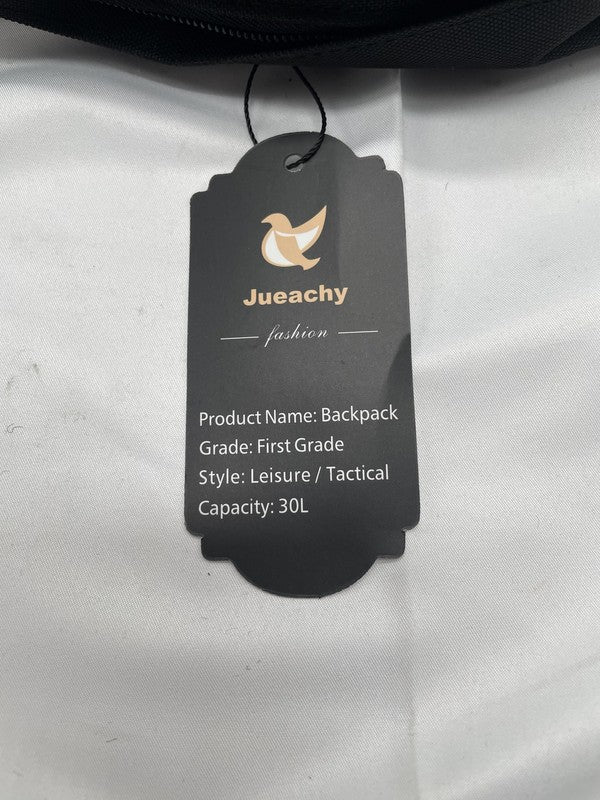 Jueachy
fashion
Product Name: Backpack
Grade: First Grade
Style: Leisure / Tactical
Capacity: 30L